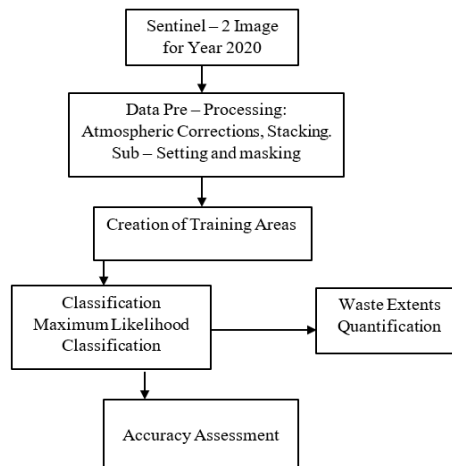 Sentinel – 2 Image
for Year 2020
Data Pre – Processing:
Atmospheric Corrections, Stacking.
Sub – Setting and masking
Creation of Training Areas
Classification
Maximum Likelihood
Classification
Waste Extents
Quantification
Accuracy Assessment